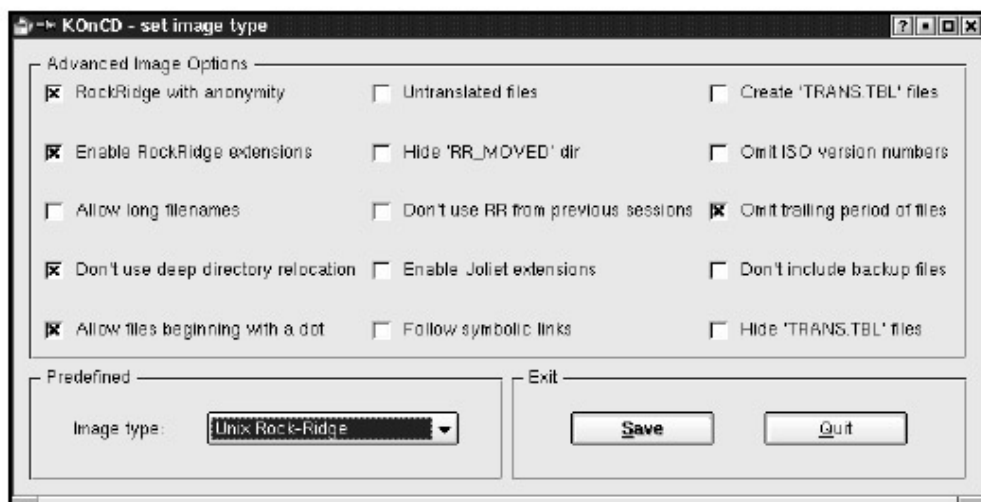 KOnCD - set image type
Advanced Image Options
RockRidge with anonymity
Untranslated files
Create 'TRANS.TBL' files
Enable RockRidge extensions
Hide 'RR_MOVED' dir
Omit ISO version numbers
Allow long filenames
Don't use RR from previous sessions
Omit trailing period of files
Don't use deep directory relocation
Enable Joliet extensions
Don't include backup files
Allow files beginning with a dot
Follow symbolic links
Hide 'TRANS.TBL' files
Predefined
Image type:
Unix Rock-Ridge
Exit
Save
Quit